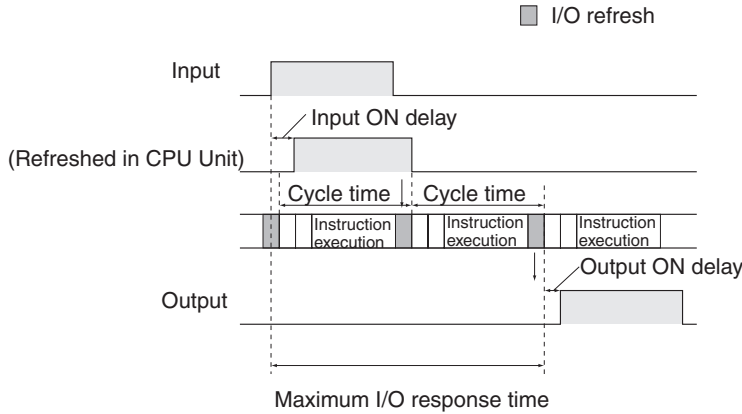 I/O refresh
Input
Input ON delay
(Refreshed in CPU Unit)
Cycle time
Cycle time
Instruction
execution
Instruction
execution
Instruction
execution
Output ON delay
Output
Maximum I/O response time